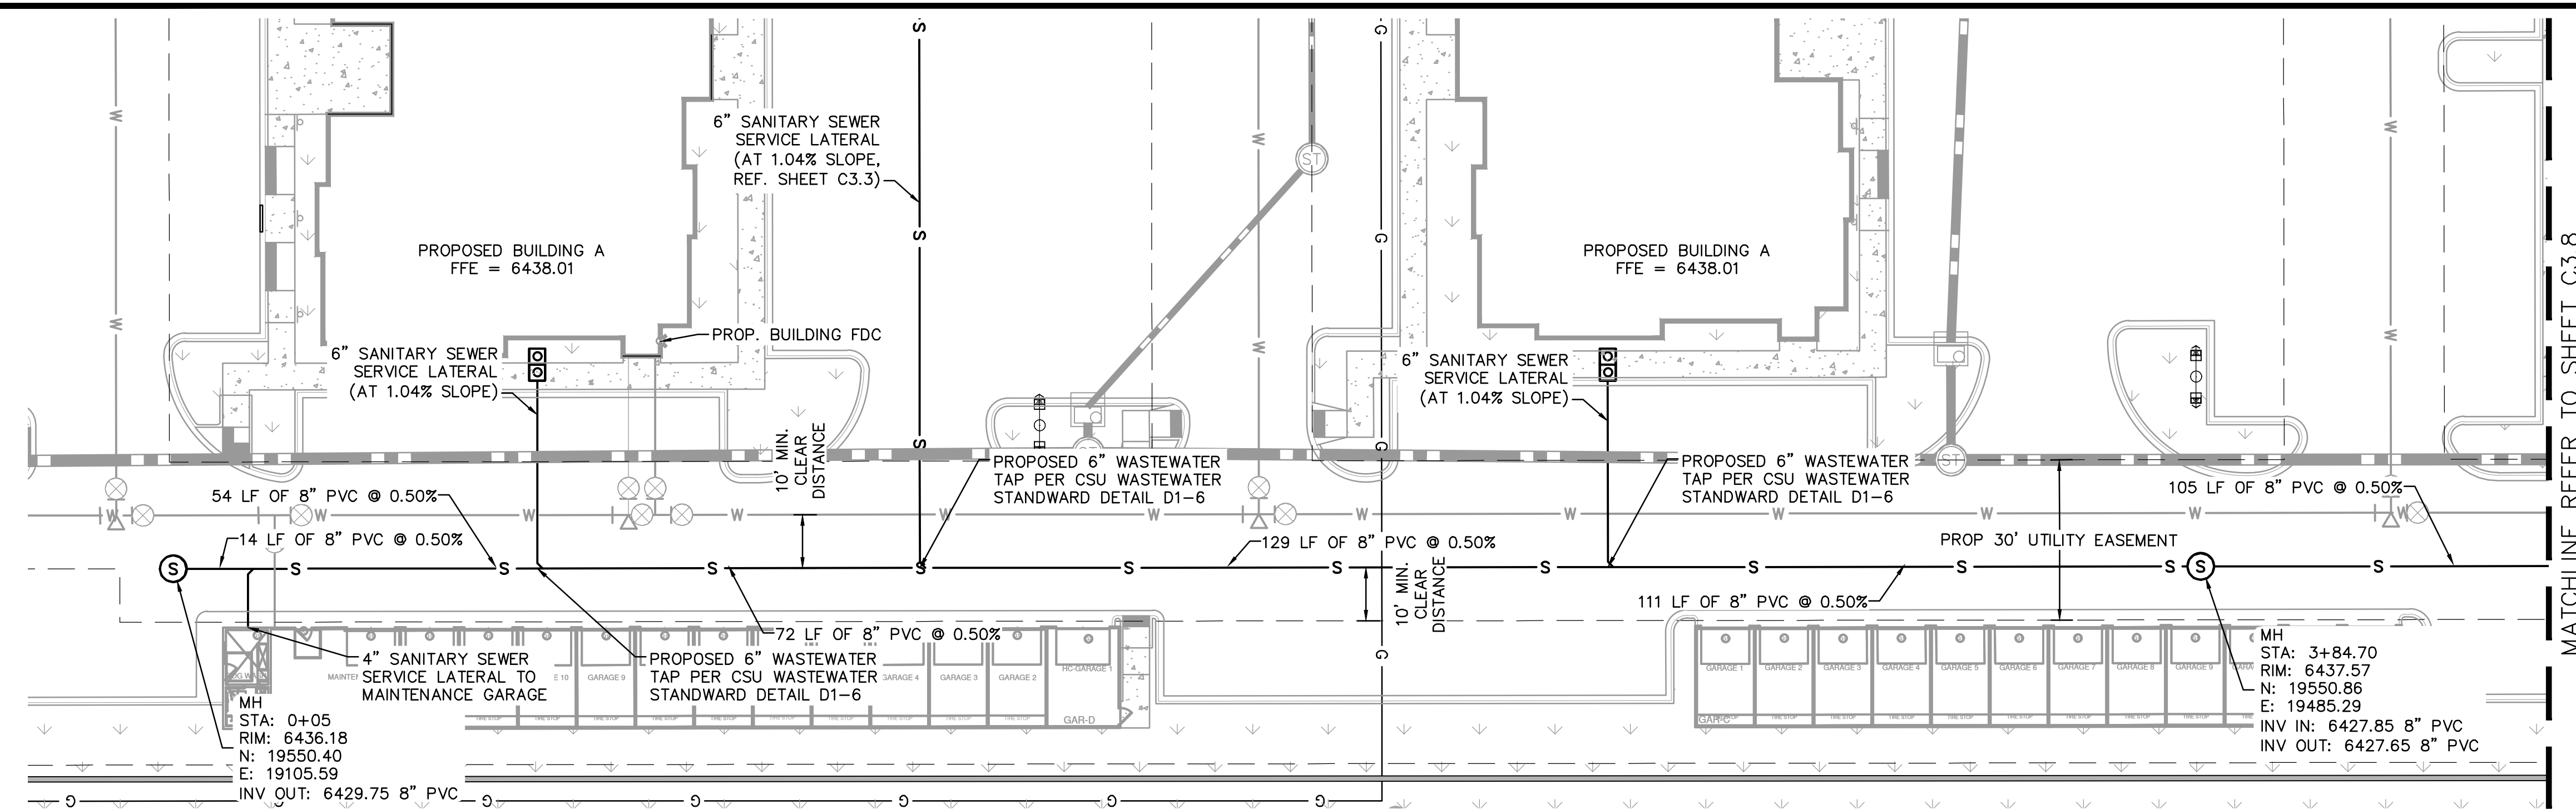 6" SANITARY SEWER
SERVICE LATERAL
(AT 1.04% SLOPE,
REF. SHEET C3.3)
PROPOSED BUILDING A
FFE = 6438.01
PROPOSED BUILDING A
FFE = 6438.01
ST
PROP. BUILDING FDC
6" SANITARY SEWER
SERVICE LATERAL
(AT 1.04% SLOPE)
6" SANITARY SEWER
SERVICE LATERAL
(AT 1.04% SLOPE)
10' MIN.
CLEAR
DISTANCE
PROPOSED 6" WASTEWATER
TAP PER CSU WASTEWATER
STANDWARD DETAIL D1-6
PROPOSED 6" WASTEWATER
TAP PER CSU WASTEWATER
STANDWARD DETAIL D1-6
ST
54 LF OF 8" PVC @ 0.50%
105 LF OF 8" PVC @ 0.50%
14 LF OF 8" PVC @ 0.50%
129 LF OF 8" PVC @ 0.50%
PROP 30' UTILITY EASEMENT
10' MIN.
CLEAR
DISTANCE
111 LF OF 8" PVC @ 0.50%
72 LF OF 8" PVC @ 0.50%
4" SANITARY SEWER
SERVICE LATERAL TO
MAINTENANCE GARAGE
PROPOSED 6" WASTEWATER
TAP PER CSU WASTEWATER
STANDWARD DETAIL D1-6
GARAGE 9
GARAGE 4
GARAGE 3
GARAGE 2
HC-GARAGE 1
GAR-D
GARAGE 1
GARAGE 2
GARAGE 3
GARAGE 4
GARAGE 5
GARAGE 6
GARAGE 7
GARAGE 8
GARAGE 9
GAR-C
TIRE STOP
MH
STA: 0+05
RIM: 6436.18
N: 19550.40
E: 19105.59
INV OUT: 6429.75 8" PVC
MH
STA: 3+84.70
RIM: 6437.57
N: 19550.86
E: 19485.29
INV IN: 6427.85 8" PVC
INV OUT: 6427.65 8" PVC
MATCHLINE REFER TO SHEET C3.8